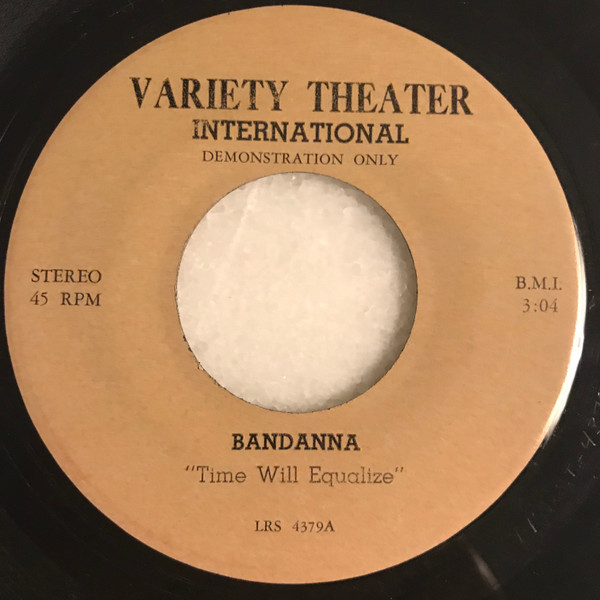 VARIETY THEATER
INTERNATIONAL
DEMONSTRATION ONLY
STEREO
45 RPM
B.M.I.
3:04
BANDANNA
"Time Will Equalize"
LRS 4379A